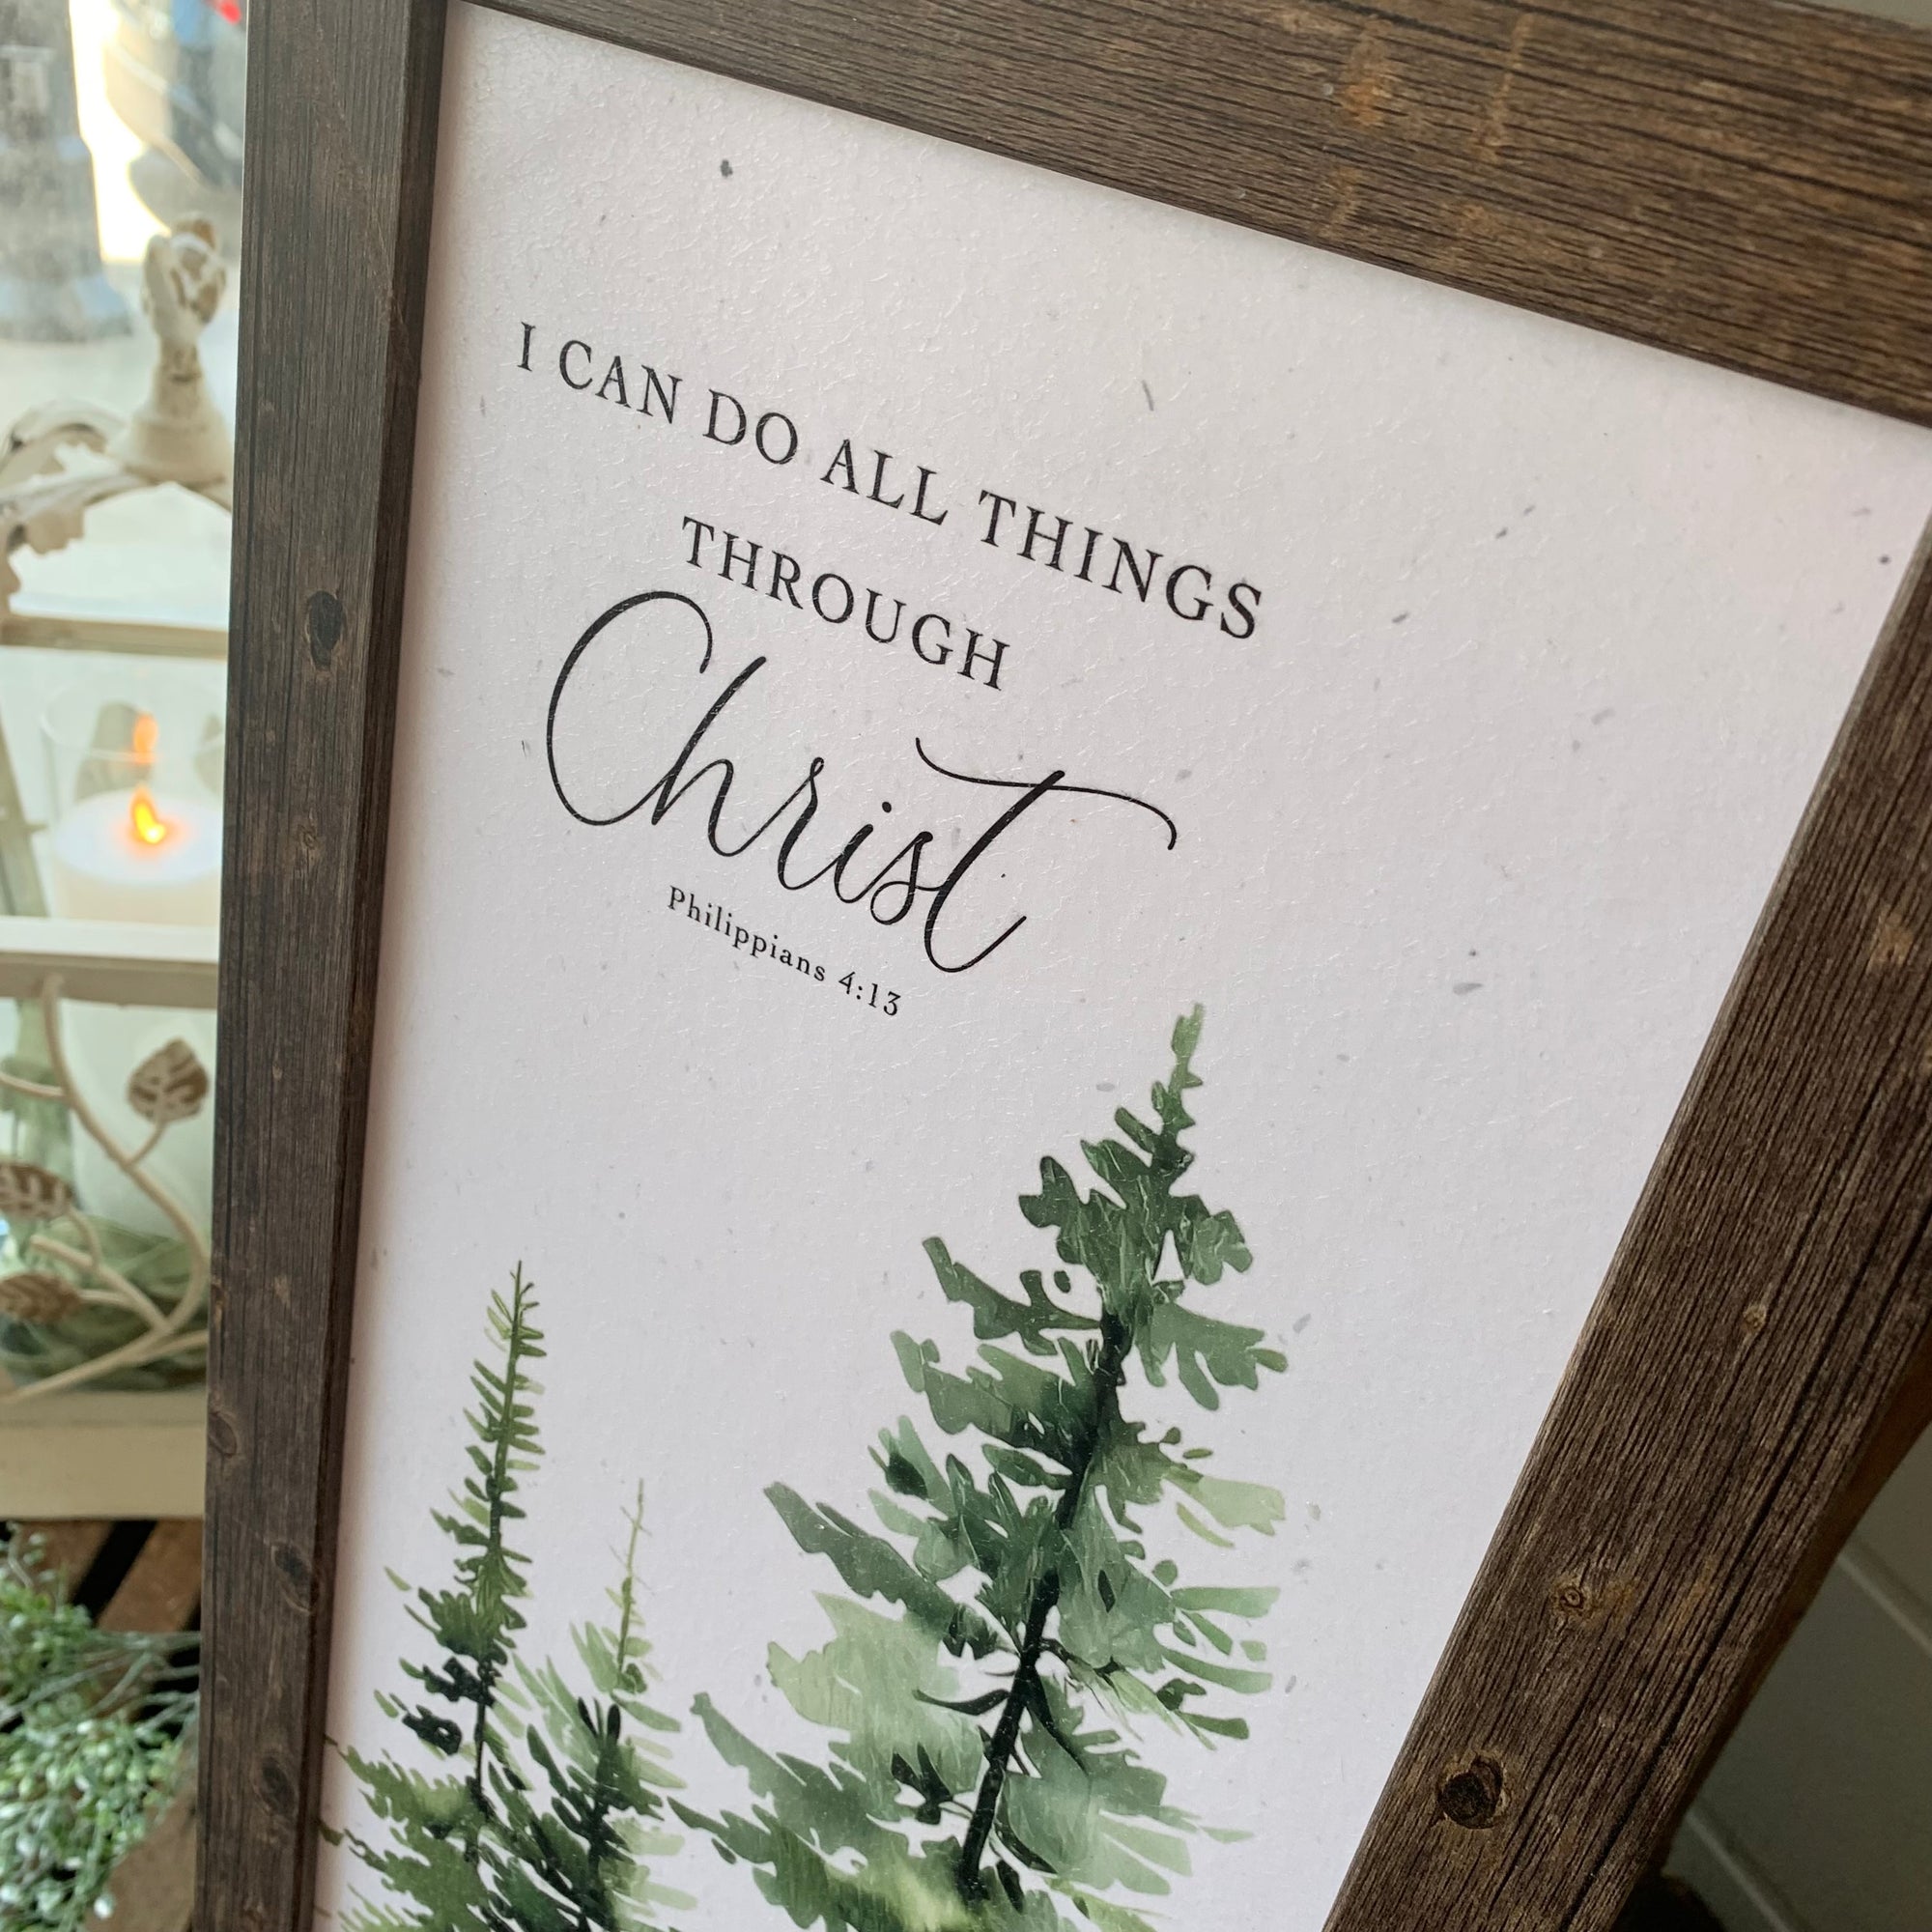 I CAN DO ALL THINGS
THROUGH
Christ
Philippians 4:13